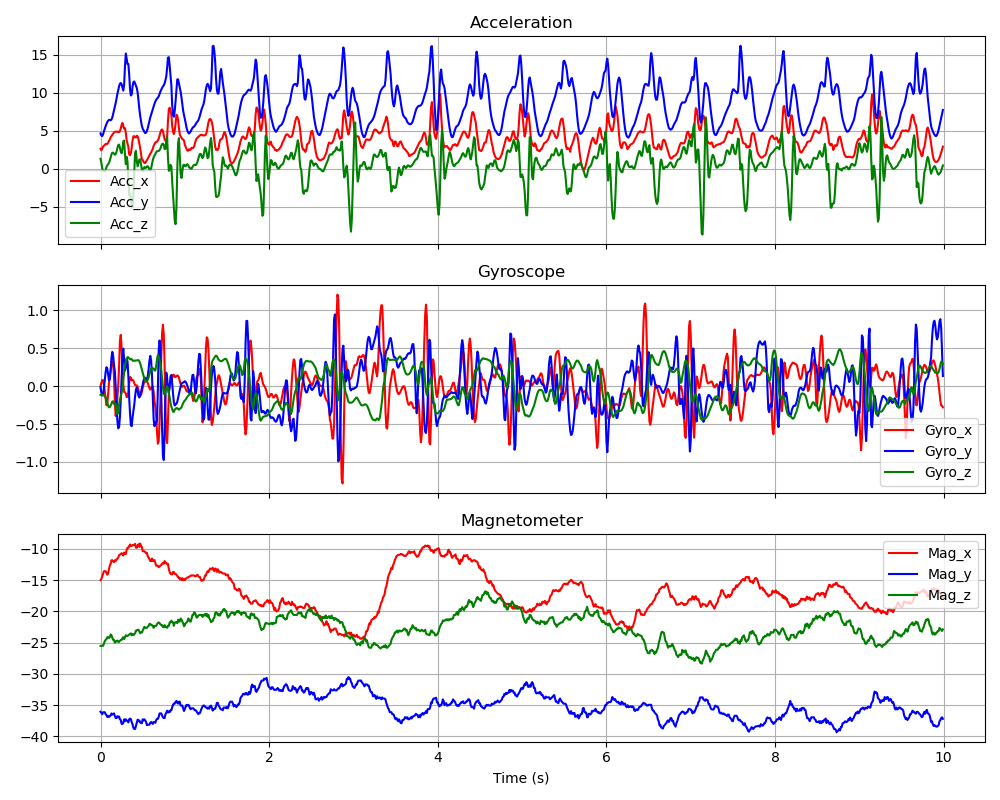 Acceleration
15
10
5
0
−5
Acc_x
Acc_y
Acc_z
Gyroscope
1.0
0.5
0.0
−0.5
−1.0
Gyro_x
Gyro_y
Gyro_z
Magnetometer
−10
−15
−20
−25
−30
−35
−40
Mag_x
Mag_y
Mag_z
0 2 4 6 8 10
Time (s)